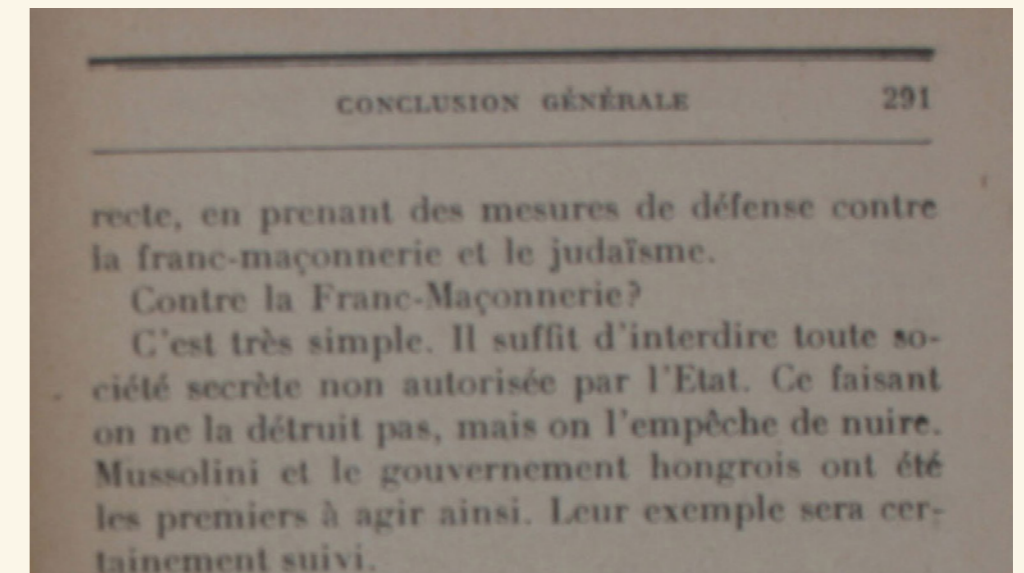 CONCLUSION GÉNÉRALE 291
recte, en prenant des mesures de défense contre
la franc-maçonnerie et le judaïsme.
Contre la Franc-Maçonnerie?
C'est très simple. Il suffit d'interdire toute so-
ciété secrète non autorisée par l'Etat. Ce faisant
on ne la détruit pas, mais on l'empêche de nuire.
Mussolini et le gouvernement hongrois ont été
les premiers à agir ainsi. Leur exemple sera cer-
tainement suivi.